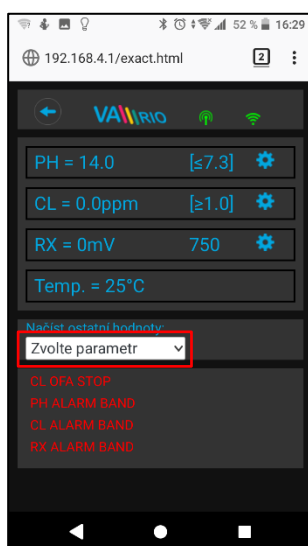 52 % 16:29
192.168.4.1/exact.html 2
VA RIO
PH = 14.0 [≤7.3]
CL = 0.0ppm [≥1.0]
RX = 0mV 750
Temp. = 25°C
Načíst ostatní hodnoty:
Zvolte parametr
CL OFA STOP
PH ALARM BAND
CL ALARM BAND
RX ALARM BAND